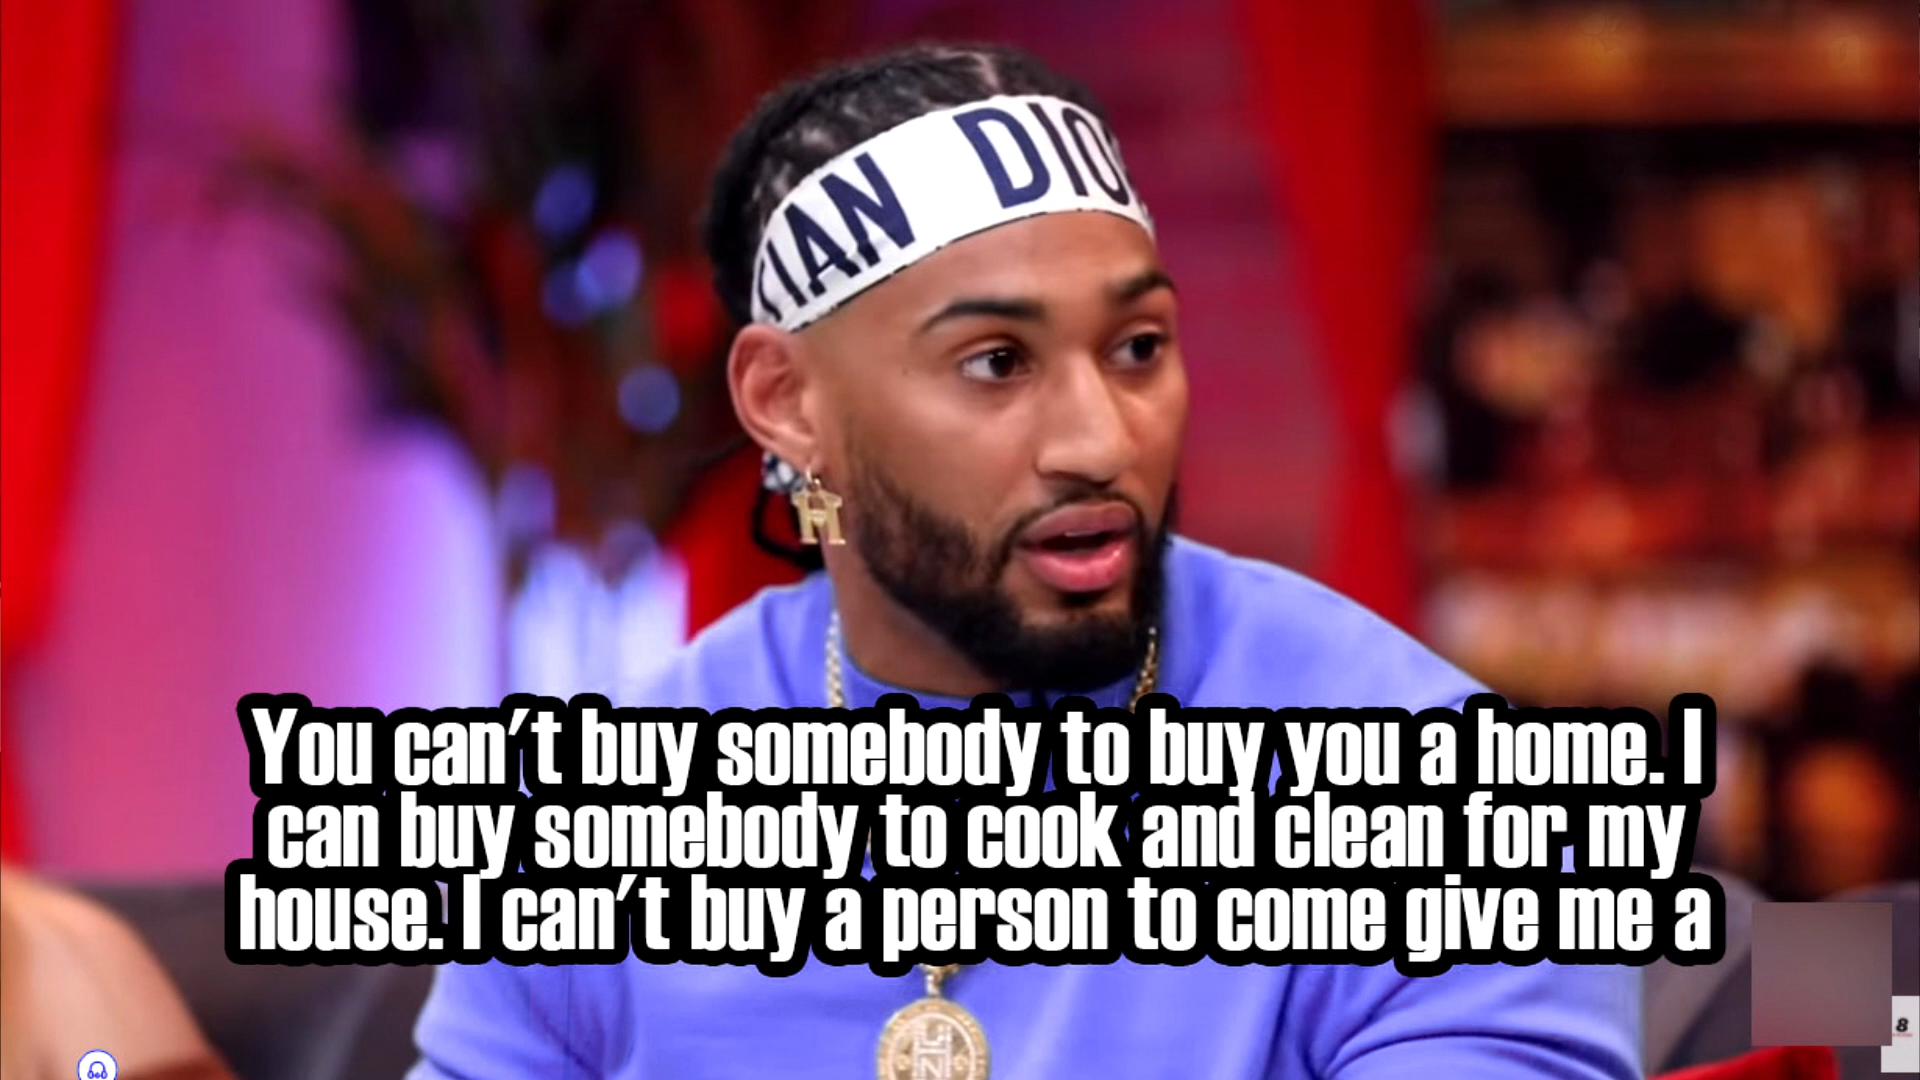 TIAN DIO
You can't buy somebody to buy you a home. I
can buy somebody to cook and clean for my
house. I can't buy a person to come give me a
8